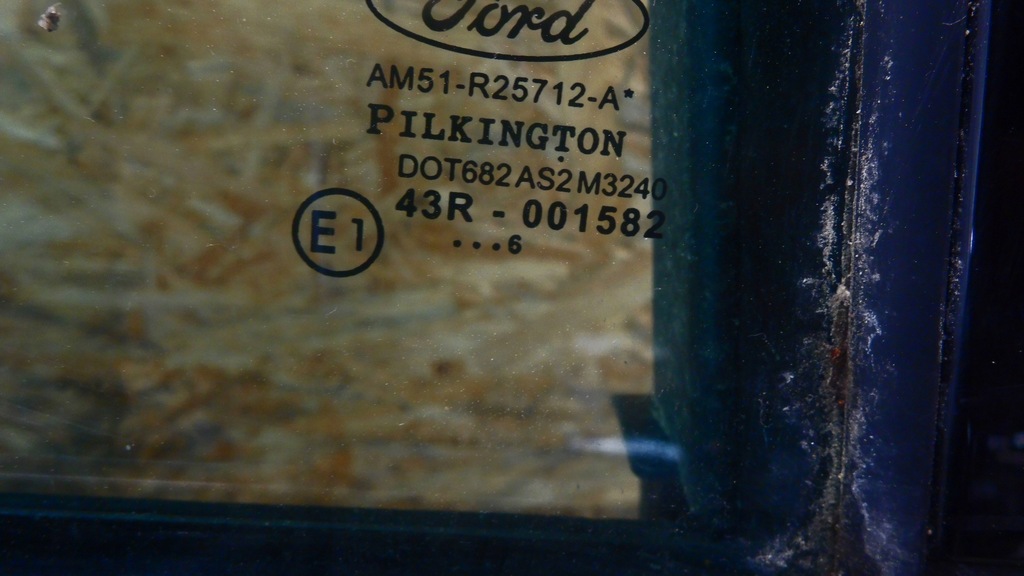 Ford
AM51-R25712-A*
PILKINGTON
DOT682 AS2 M3240
43R - 001582
E1
...6